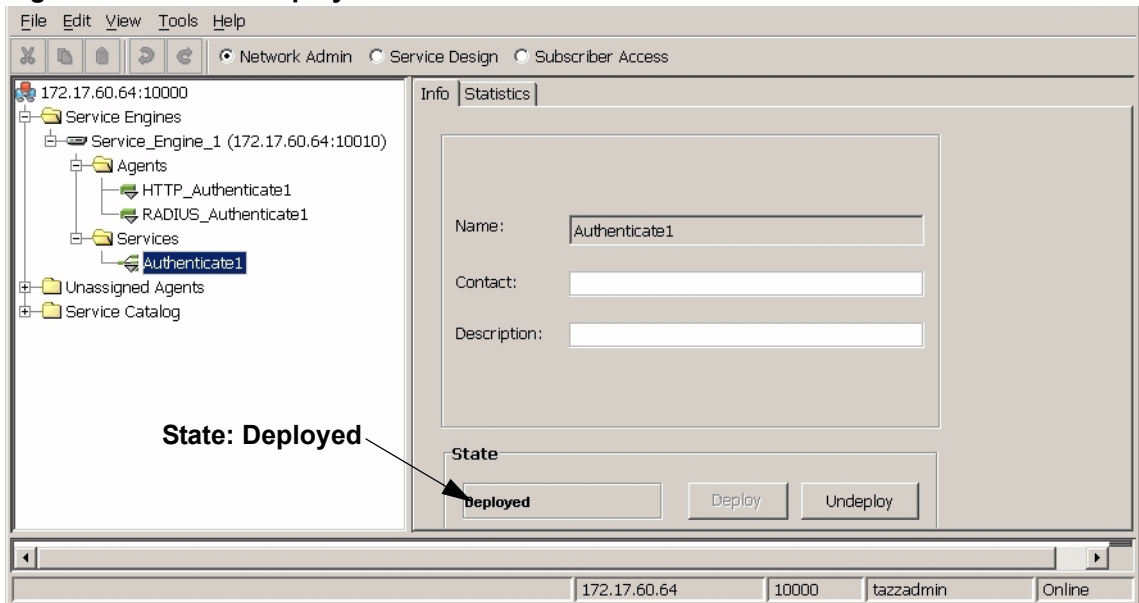 File Edit View Tools Help
Network Admin Service Design Subscriber Access
172.17.60.64:10000
Service Engines
Service_Engine_1 (172.17.60.64:10010)
Agents
HTTP_Authenticate1
RADIUS_Authenticate1
Services
Authenticate1
Unassigned Agents
Service Catalog
State: Deployed
Info Statistics
Name: Authenticate1
Contact:
Description:
State
Deployed Deploy Undeploy
172.17.60.64 10000 tazzadmin Online